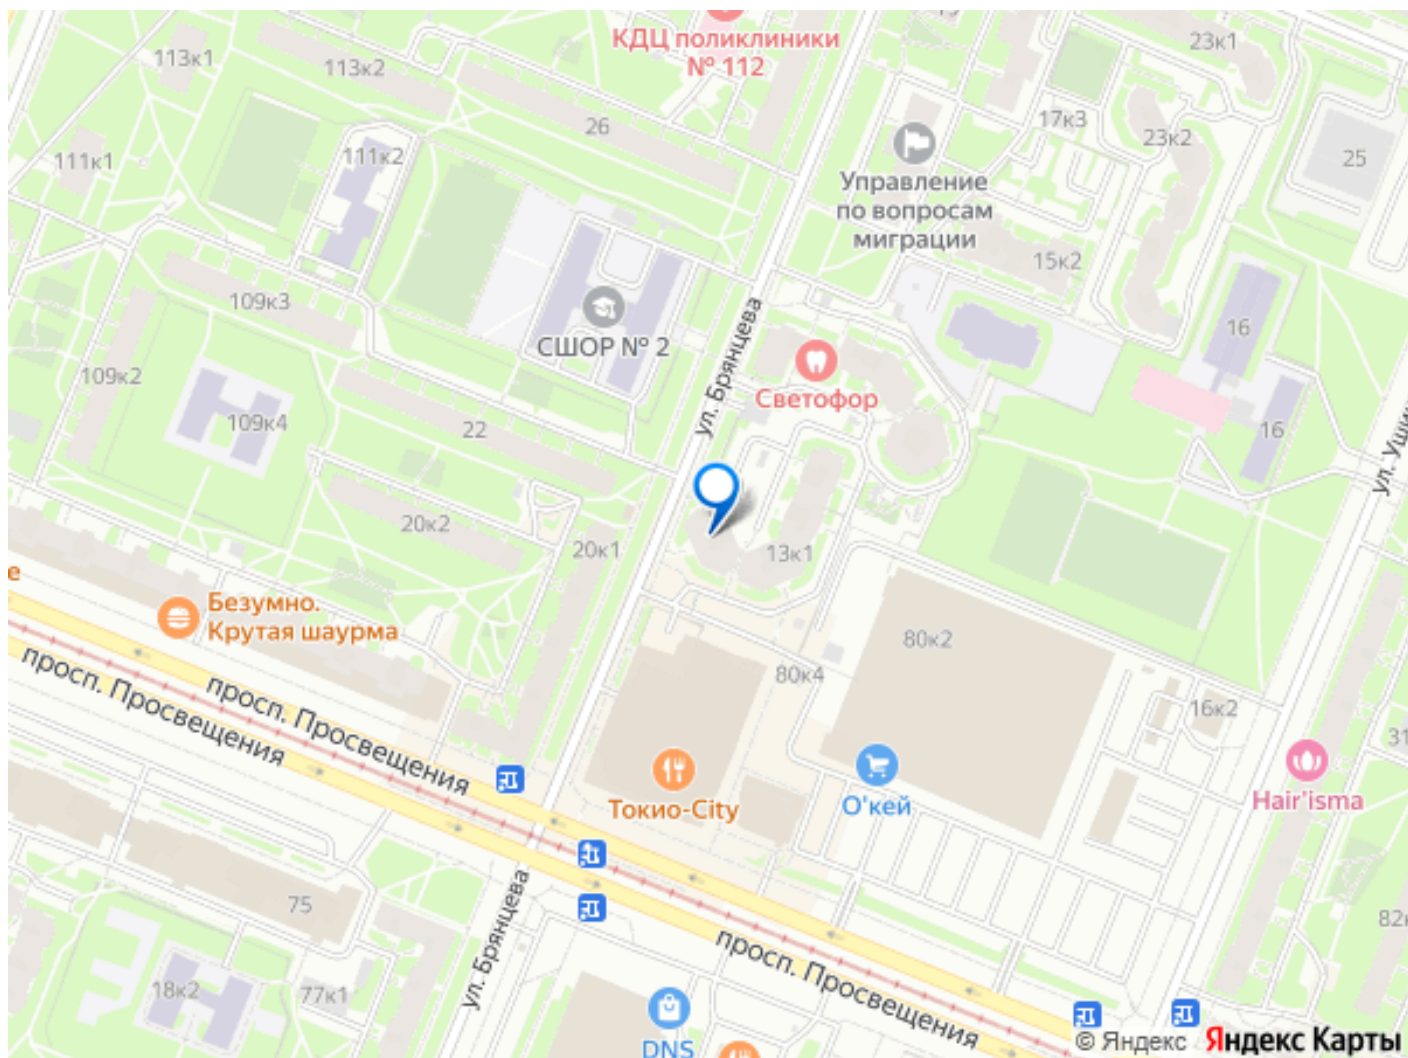 КДЦ поликлиники
№ 112
23к1
113к1
113к2
26
17к3
23к2
25
111к1
111к2
Управление
по вопросам
миграции
15к2
109к3
ул. Брянцева
16
СШОР № 2
109к2
Светофор
109к4
22
16
20к2
20к1
13к1
е
Безумно.
Крутая шаурма
80к2
80к4
16к2
просп. Просвещения
просп. Просвещения
31
О'кей
Токио-City
Hair'isma
75
ул. Брянцева
82к
просп. Просвещения
18к2
77к1
DNS
© Яндекс Яндекс Карты